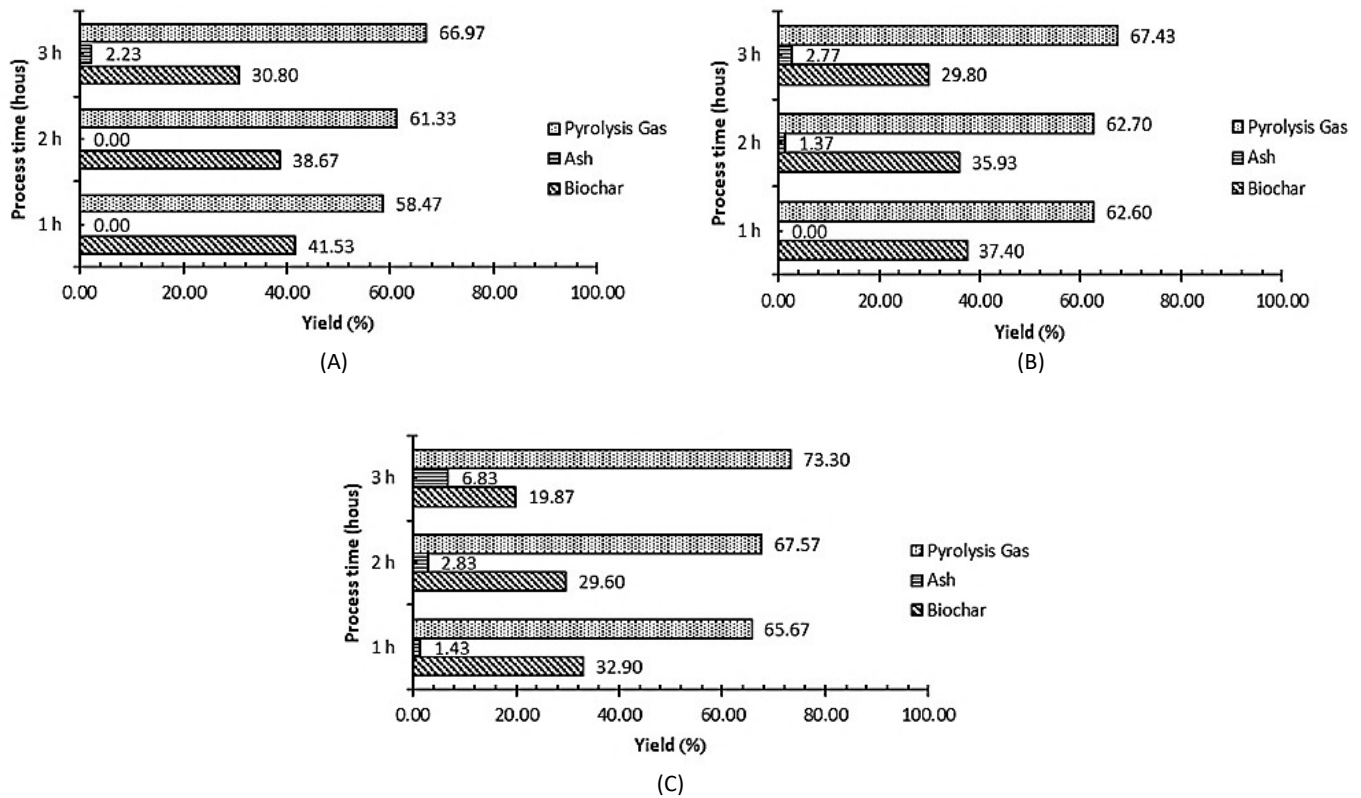 Process time (hous)
3 h
66.97
2.23
30.80
2 h
61.33
0.00
38.67
1 h
58.47
0.00
41.53
Pyrolysis Gas
Ash
Biochar
0.00 20.00 40.00 60.00 80.00 100.00
Yield (%)
(A)
Process time (hous)
3 h
67.43
2.77
29.80
2 h
62.70
1.37
35.93
1 h
62.60
0.00
37.40
Pyrolysis Gas
Ash
Biochar
0.00 20.00 40.00 60.00 80.00 100.00
Yield (%)
(B)
Process time (hous)
3 h
73.30
6.83
19.87
2 h
67.57
2.83
29.60
1 h
65.67
1.43
32.90
Pyrolysis Gas
Ash
Biochar
0.00 20.00 40.00 60.00 80.00 100.00
Yield (%)
(C)